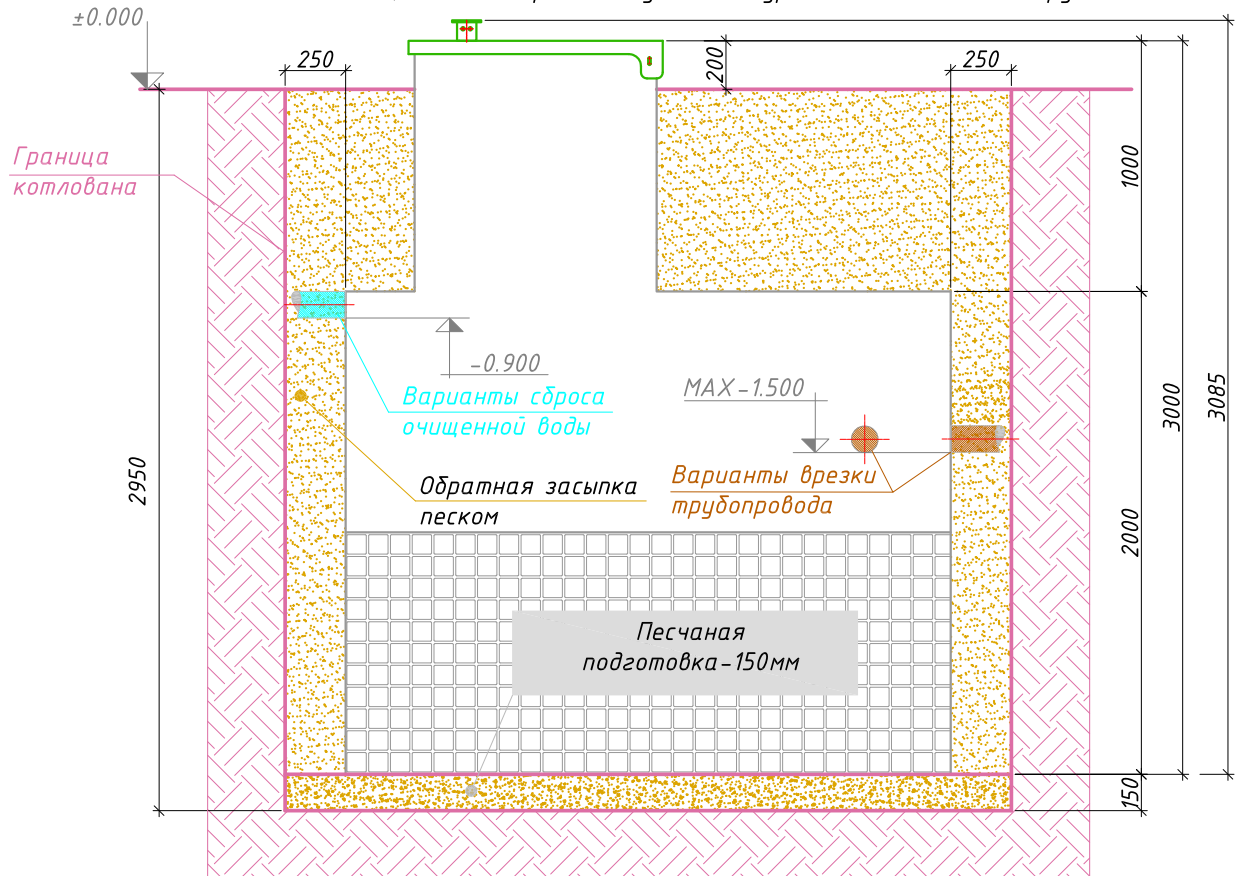 ±0.000
250
200
250
Граница
котлована
1000
-0.900
Варианты сброса
очищенной воды
MAX-1.500
3000
3085
2950
Обратная засыпка
песком
Варианты врезки
трубопровода
2000
Песчаная
подготовка-150мм
150